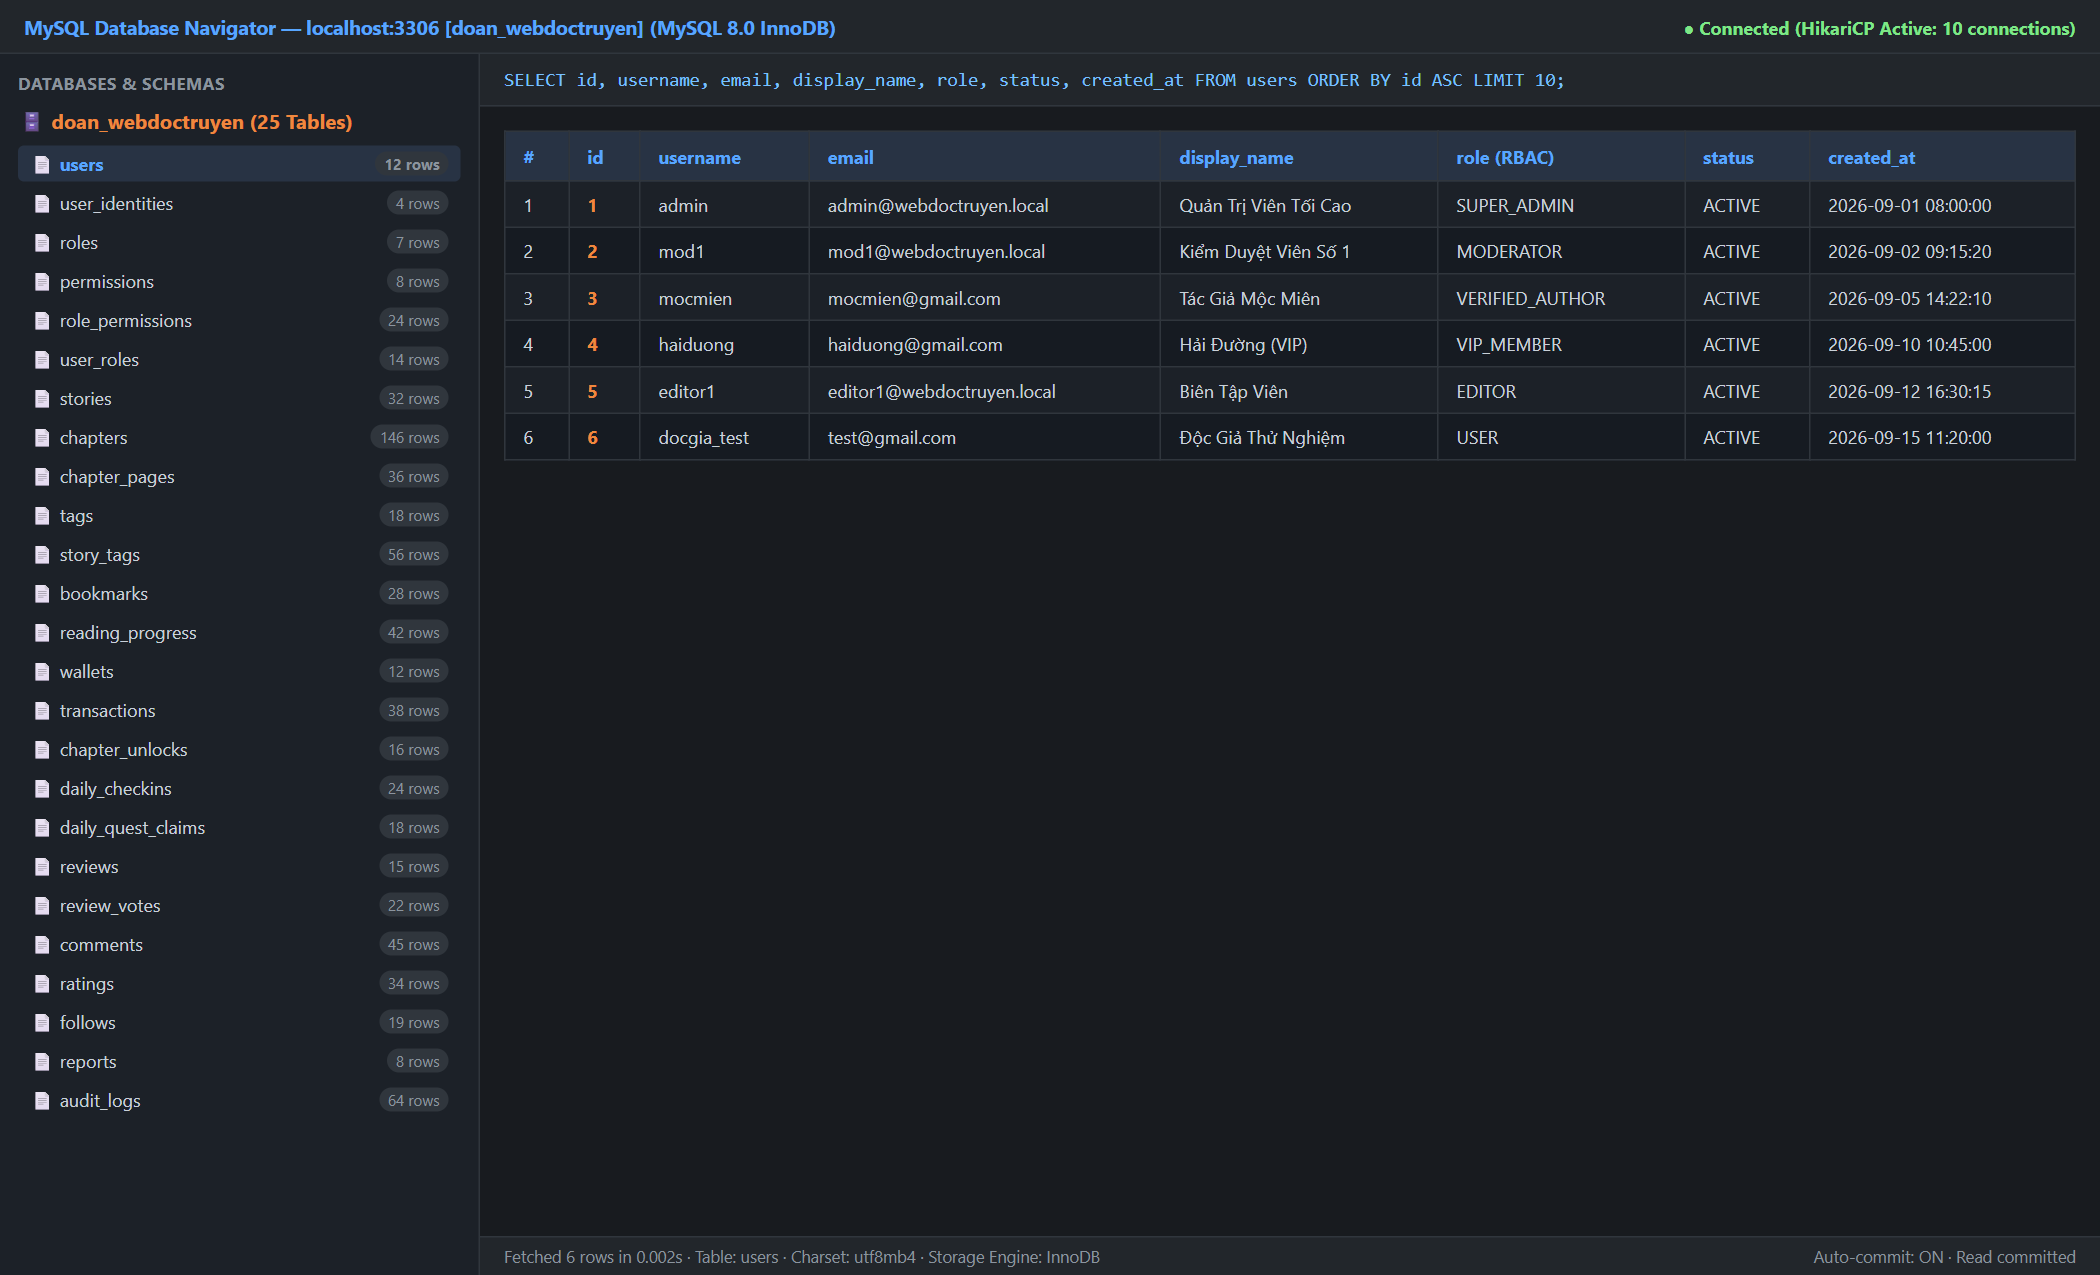 MySQL Database Navigator — localhost:3306 [doan_webdoctruyen] (MySQL 8.0 InnoDB)
● Connected (HikariCP Active: 10 connections)
DATABASES & SCHEMAS
doan_webdoctruyen (25 Tables)
users 12 rows
user_identities 4 rows
roles 7 rows
permissions 8 rows
role_permissions 24 rows
user_roles 14 rows
stories 32 rows
chapters 146 rows
chapter_pages 36 rows
tags 18 rows
story_tags 56 rows
bookmarks 28 rows
reading_progress 42 rows
wallets 12 rows
transactions 38 rows
chapter_unlocks 16 rows
daily_checkins 24 rows
daily_quest_claims 18 rows
reviews 15 rows
review_votes 22 rows
comments 45 rows
ratings 34 rows
follows 19 rows
reports 8 rows
audit_logs 64 rows
SELECT id, username, email, display_name, role, status, created_at FROM users ORDER BY id ASC LIMIT 10;
# id username email display_name role (RBAC) status created_at
1 1 admin admin@webdoctruyen.local Quản Trị Viên Tối Cao SUPER_ADMIN ACTIVE 2026-09-01 08:00:00
2 2 mod1 mod1@webdoctruyen.local Kiểm Duyệt Viên Số 1 MODERATOR ACTIVE 2026-09-02 09:15:20
3 3 mocmien mocmien@gmail.com Tác Giả Mộc Miên VERIFIED_AUTHOR ACTIVE 2026-09-05 14:22:10
4 4 haiduong haiduong@gmail.com Hải Đường (VIP) VIP_MEMBER ACTIVE 2026-09-10 10:45:00
5 5 editor1 editor1@webdoctruyen.local Biên Tập Viên EDITOR ACTIVE 2026-09-12 16:30:15
6 6 docgia_test test@gmail.com Độc Giả Thử Nghiệm USER ACTIVE 2026-09-15 11:20:00
Fetched 6 rows in 0.002s · Table: users · Charset: utf8mb4 · Storage Engine: InnoDB
Auto-commit: ON · Read committed